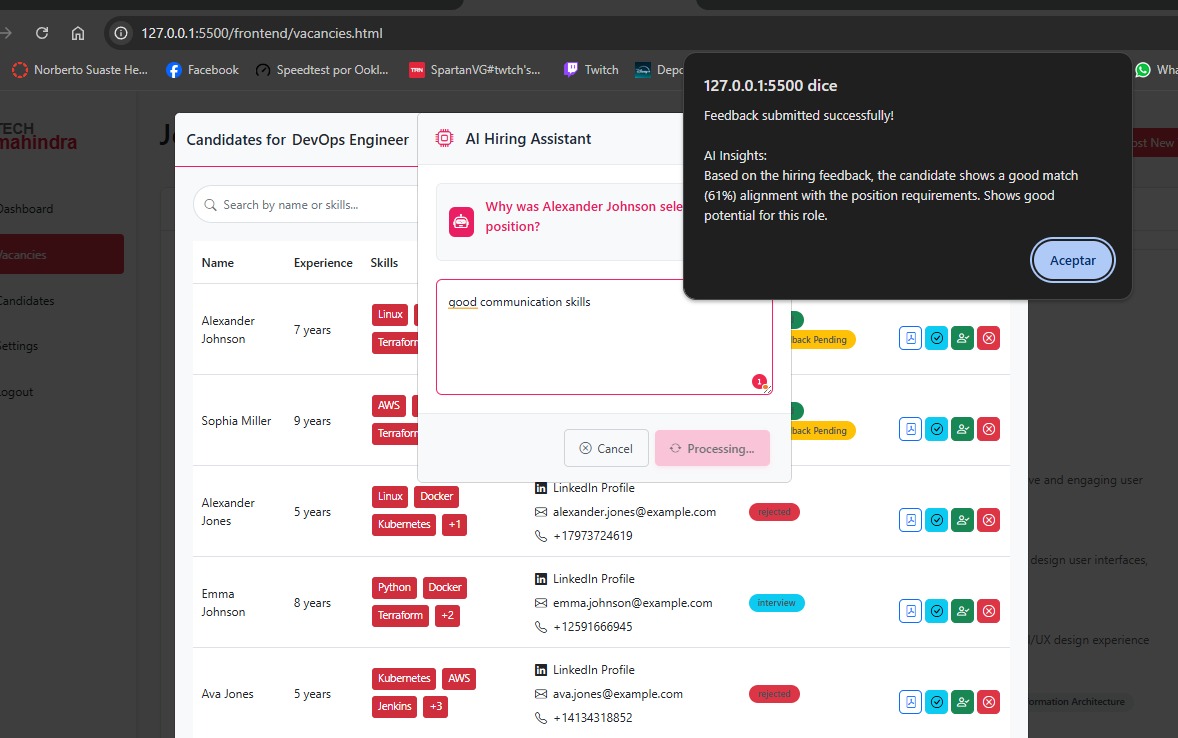 127.0.0.1:5500/frontend/vacancies.html
Norberto Suaste He...
Facebook
Speedtest por Ookl...
TRN
SpartanVG#twtch's...
Twitch
Disney+
Depo
Wha
127.0.0.1:5500 dice
Feedback submitted successfully!
AI Insights:
Based on the hiring feedback, the candidate shows a good match
(61%) alignment with the position requirements. Shows good
potential for this role.
Aceptar
TECH
mahindra
Dashboard
Vacancies
Candidates
Settings
Logout
Jo
ost New
Candidates for DevOps Engineer
Search by name or skills...
AI Hiring Assistant
Why was Alexander Johnson sele
position?
good communication skills
1
Cancel
Processing...
Name
Experience
Skills
Alexander
Johnson
7 years
Linux
Terraform
back Pending
Sophia Miller
9 years
AWS
Terraform
back Pending
Alexander
Jones
5 years
Linux
Docker
Kubernetes
+1
LinkedIn Profile
alexander.jones@example.com
+17973724619
rejected
Emma
Johnson
8 years
Python
Docker
Terraform
+2
LinkedIn Profile
emma.johnson@example.com
+12591666945
interview
Ava Jones
5 years
Kubernetes
AWS
Jenkins
+3
LinkedIn Profile
ava.jones@example.com
+14134318852
rejected
ve and engaging user
design user interfaces,
I/UX design experience
ormation Architecture